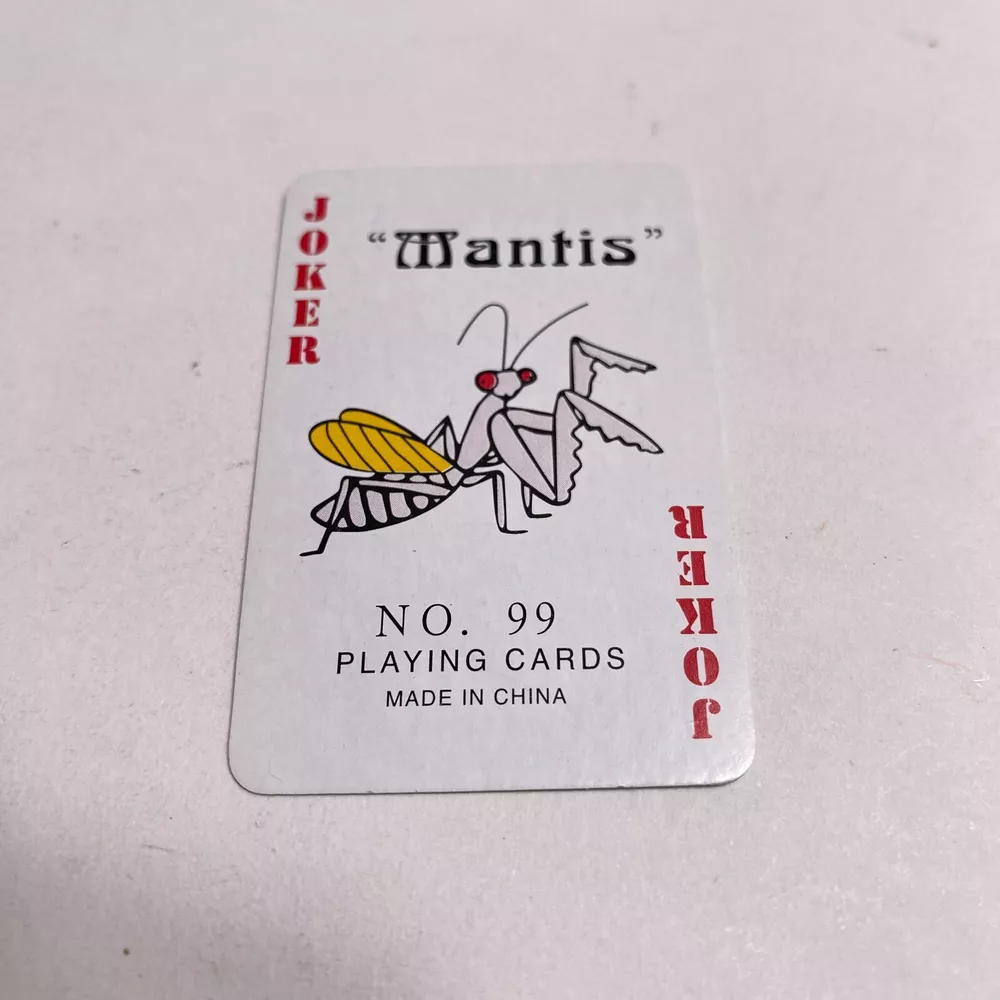 JOKER
“Mantis”
NO. 99
PLAYING CARDS
MADE IN CHINA
JOKER